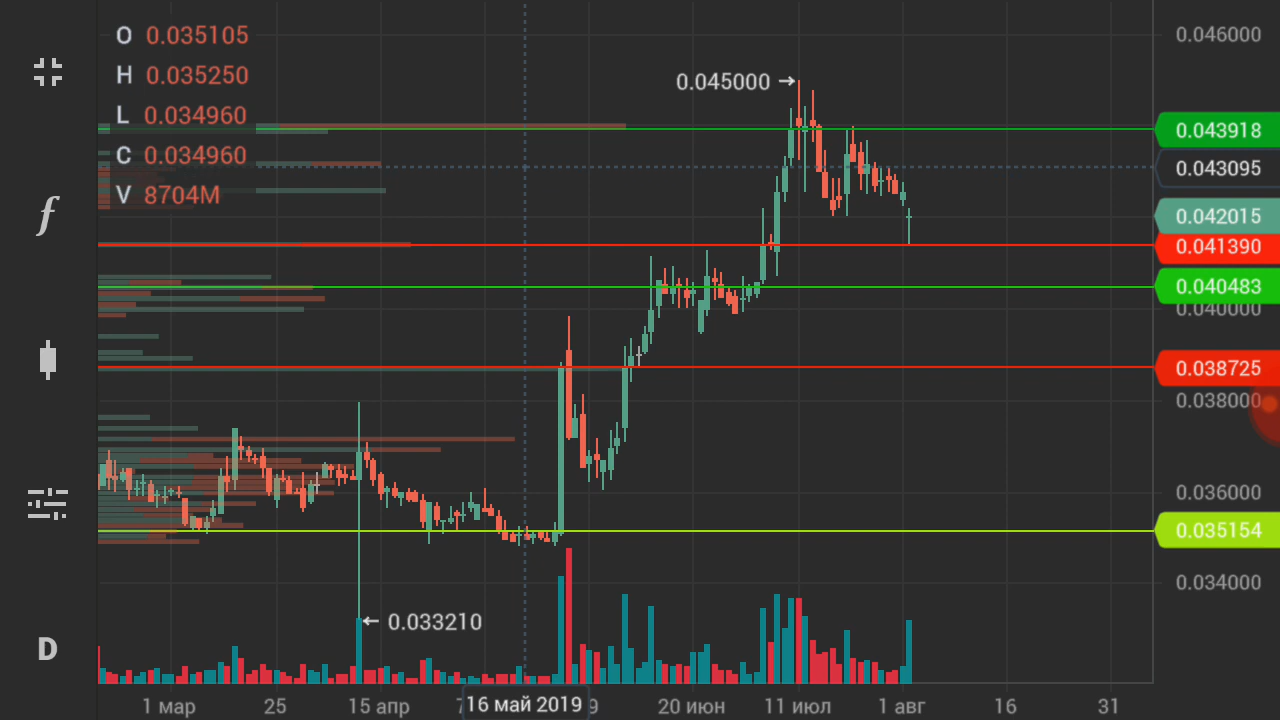 O 0.035105
H 0.035250
L 0.034960
C 0.034960
V 8704M
0.045000 →
← 0.033210
0.046000
0.043918
0.043095
0.042015
0.041390
0.040483
0.040000
0.038725
0.038000
0.036000
0.035154
0.034000
f
D
1 мар 25 15 апр 16 май 2019 20 июн 11 июл 1 авг 16 31